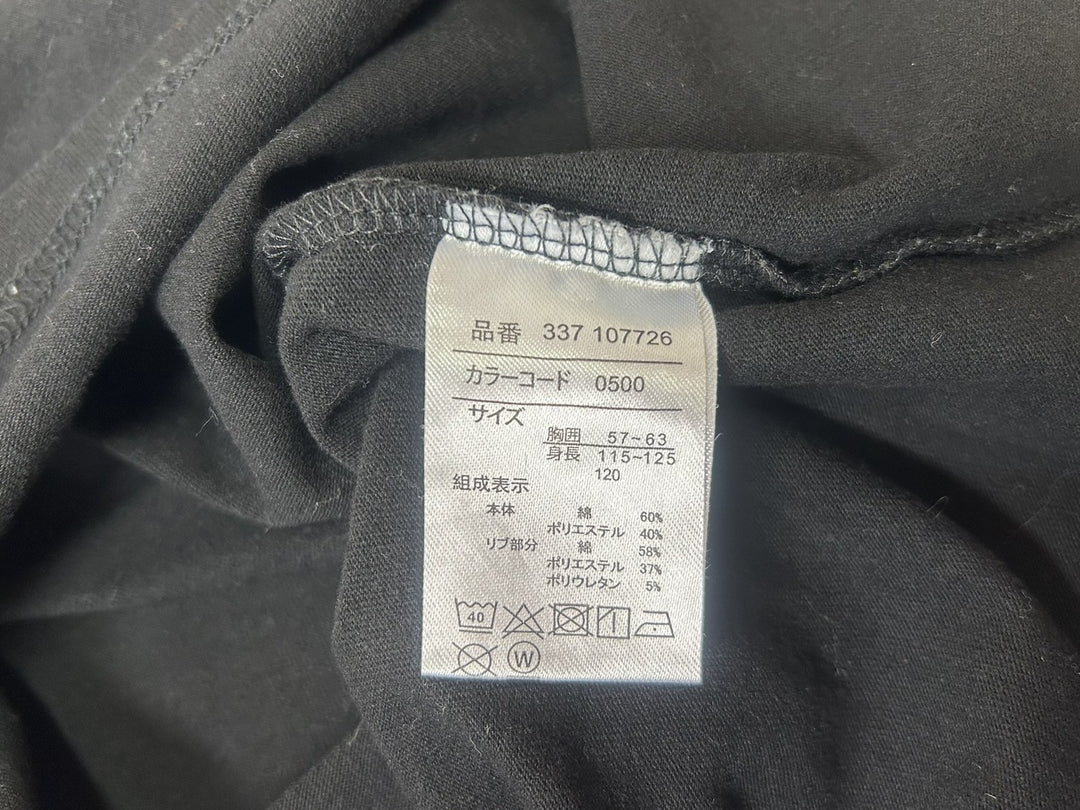 品番 337 107726
カラーコード 0500
サイズ
胸囲 57~63
身長 115~125
120
組成表示
本体 綿 60%
ポリエステル 40%
リブ部分 綿 58%
ポリエステル 37%
ポリウレタン 5%
40
W